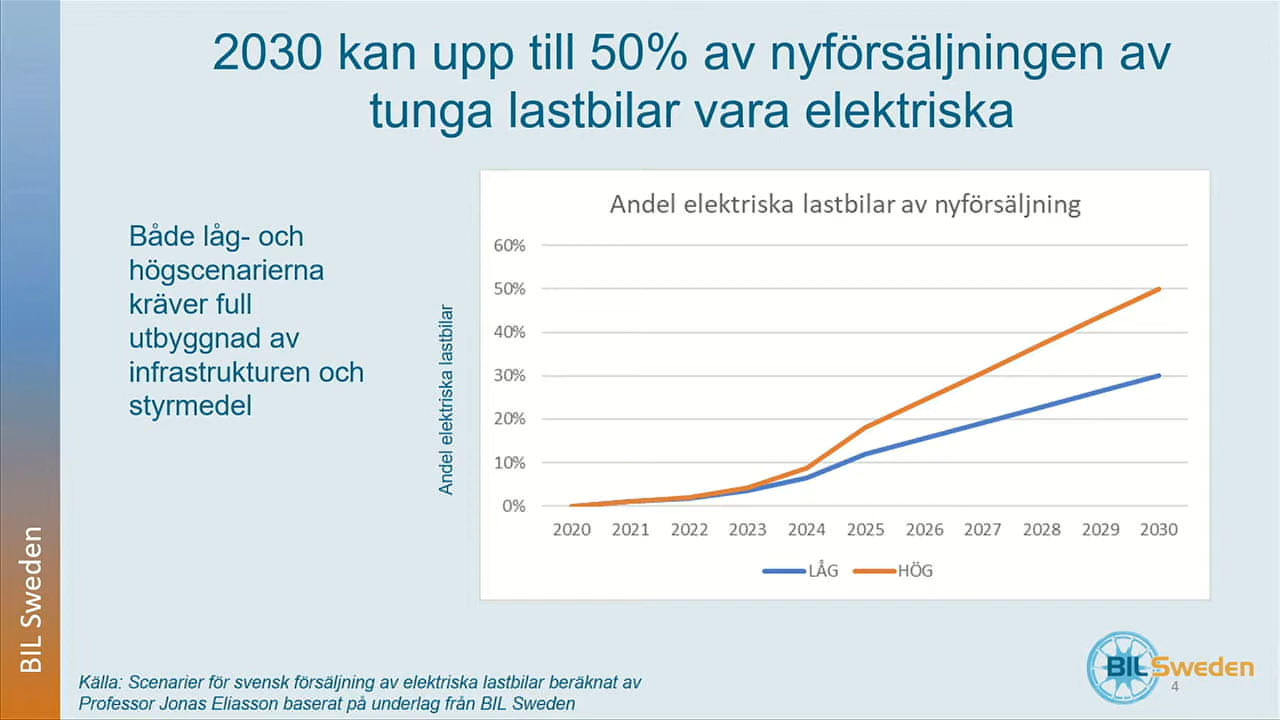 2030 kan upp till 50% av nyförsäljningen av
tunga lastbilar vara elektriska
Både låg- och
högscenarierna
kräver full
utbyggnad av
infrastrukturen och
styrmedel
Andel elektriska lastbilar av nyförsäljning
Andel elektriska lastbilar
60%
50%
40%
30%
20%
10%
0%
2020 2021 2022 2023 2024 2025 2026 2027 2028 2029 2030
LÅG HÖG
BIL Sweden
Källa: Scenarier för svensk försäljning av elektriska lastbilar beräknat av
Professor Jonas Eliasson baserat på underlag från BIL Sweden
BIL Sweden
4